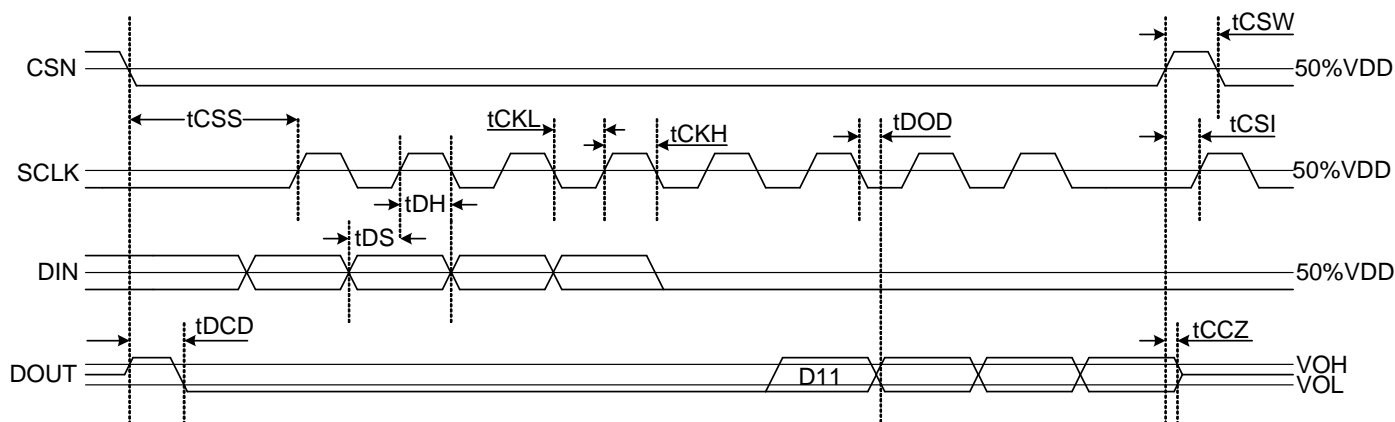 tCSW
CSN
50%VDD
tCSS
tCKL
tCKH
tDOD
tCSI
SCLK
50%VDD
tDH
tDS
DIN
50%VDD
tDCD
tCCZ
DOUT
D11
VOH
VOL